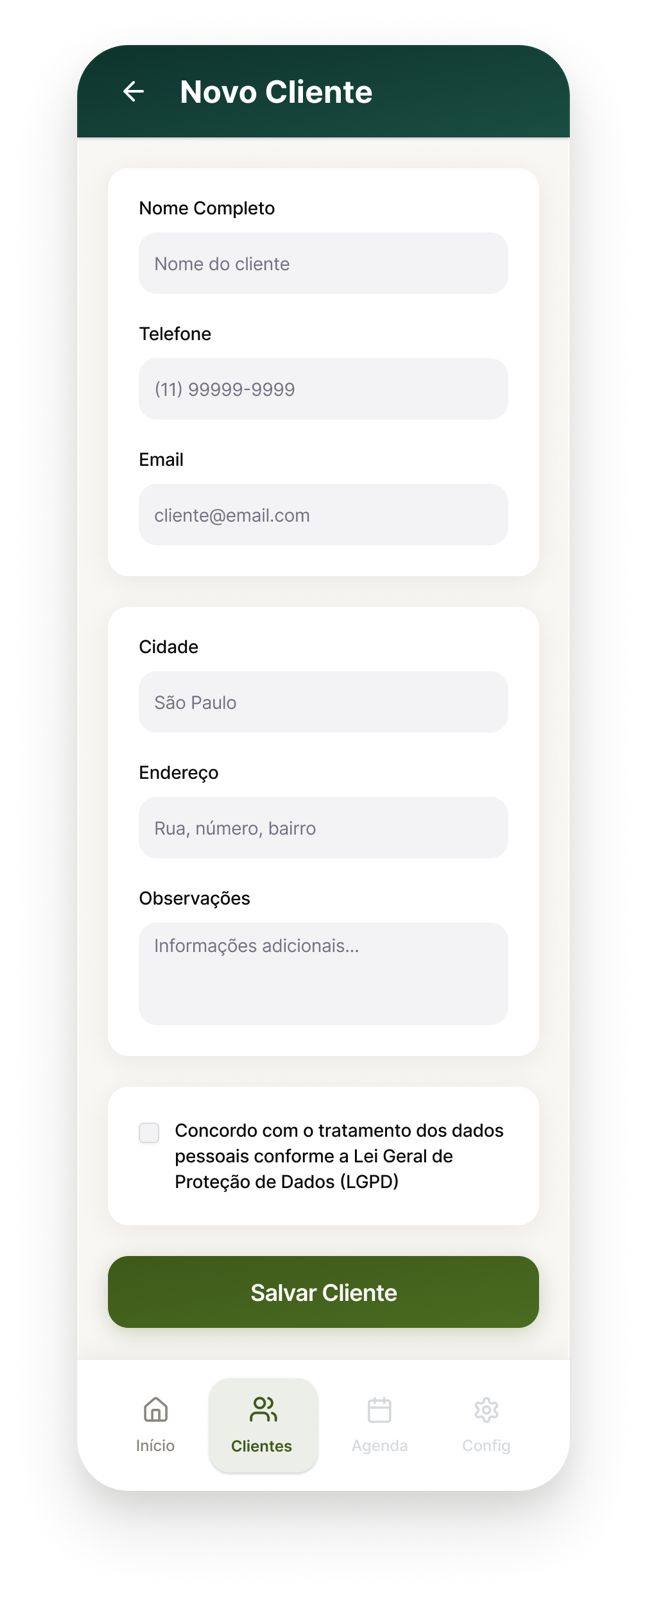 Novo Cliente
Nome Completo
Nome do cliente
Telefone
(11) 99999-9999
Email
cliente@email.com
Cidade
São Paulo
Endereço
Rua, número, bairro
Observações
Informações adicionais...
Concordo com o tratamento dos dados
pessoais conforme a Lei Geral de
Proteção de Dados (LGPD)
Salvar Cliente
Início
Clientes
Agenda
Config